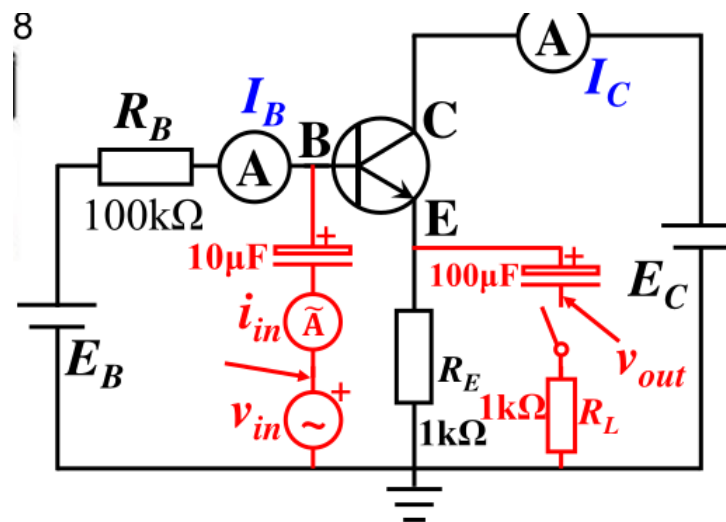 8
A
I_C
I_B
R_B
B
C
A
100kΩ
E
+
+
10μF
100μF
E_C
i_in
Ã
E_B
R_E
v_out
+
v_in
~
1kΩ
R_L
1kΩ